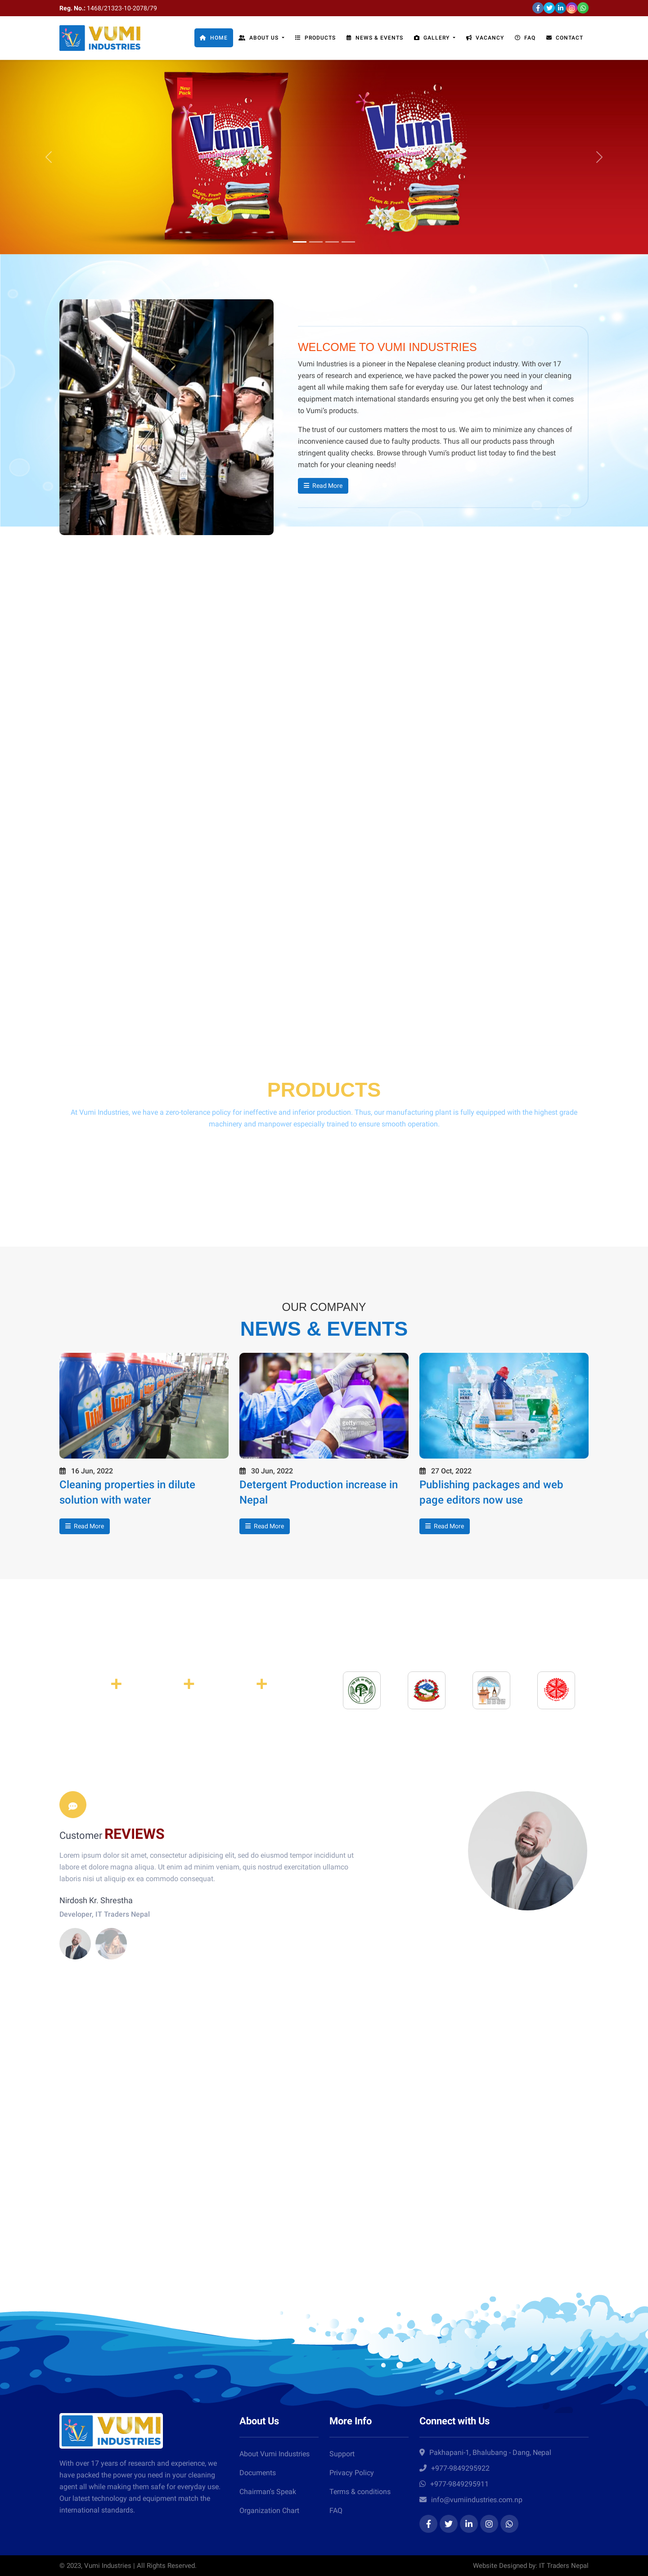 Reg. No.: 1468/21323-10-2078/79
VUMI
INDUSTRIES
HOME
ABOUT US
PRODUCTS
NEWS & EVENTS
GALLERY
VACANCY
FAQ
CONTACT
New
Pack
Vumi
Clean, Fresh
Vumi
Clean & Fresh
WELCOME TO VUMI INDUSTRIES
Vumi Industries is a pioneer in the Nepalese cleaning product industry. With over 17
years of research and experience, we have packed the power you need in your cleaning
agent all while making them safe for everyday use. Our latest technology and
equipment match international standards ensuring you get only the best when it comes
to Vumi's products.
The trust of our customers matters the most to us. We aim to minimize any chances of
inconvenience caused due to faulty products. Thus all our products pass through
stringent quality checks. Browse through Vumi's product list today to find the best
match for your cleaning needs!
Read More
PRODUCTS
At Vumi Industries, we have a zero-tolerance policy for ineffective and inferior production. Thus, our manufacturing plant is fully equipped with the highest grade
machinery and manpower especially trained to ensure smooth operation.
OUR COMPANY
NEWS & EVENTS
16 Jun, 2022
Cleaning properties in dilute
solution with water
Read More
30 Jun, 2022
Detergent Production increase in
Nepal
Read More
27 Oct, 2022
Publishing packages and web
page editors now use
Read More
+
+
+
Customer REVIEWS
Lorem ipsum dolor sit amet, consectetur adipisicing elit, sed do eiusmod tempor incididunt ut
labore et dolore magna aliqua. Ut enim ad minim veniam, quis nostrud exercitation ullamco
laboris nisi ut aliquip ex ea commodo consequat.
Nirdosh Kr. Shrestha
Developer, IT Traders Nepal
VUMI
INDUSTRIES
With over 17 years of research and experience, we
have packed the power you need in your cleaning
agent all while making them safe for everyday use.
Our latest technology and equipment match the
international standards.
About Us
About Vumi Industries
Documents
Chairman's Speak
Organization Chart
More Info
Support
Privacy Policy
Terms & conditions
FAQ
Connect with Us
Pakhapani-1, Bhalubang - Dang, Nepal
+977-9849295922
+977-9849295911
info@vumiindustries.com.np
© 2023, Vumi Industries | All Rights Reserved.
Website Designed by: IT Traders Nepal